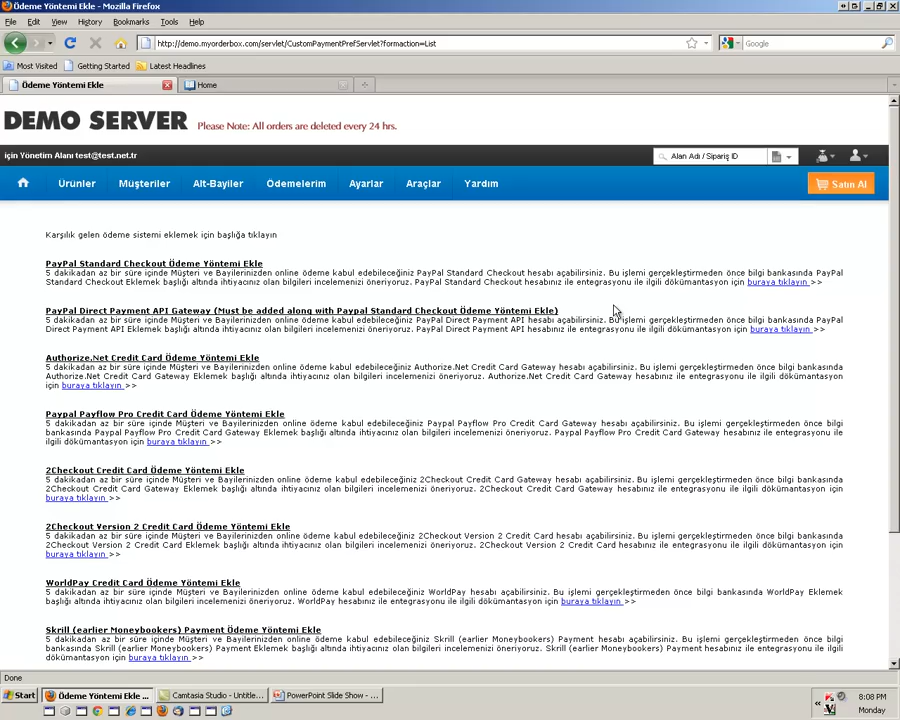 Ödeme Yöntemi Ekle - Mozilla Firefox
File Edit View History Bookmarks Tools Help
http://demo.myorderbox.com/servlet/CustomPaymentPrefServlet?formaction=List
Google
Most Visited Getting Started Latest Headlines
Ödeme Yöntemi Ekle Home
DEMO SERVER Please Note: All orders are deleted every 24 hrs.
için Yönetim Alanı test@test.net.tr Alan Adı / Sipariş ID
Ürünler Müşteriler Alt-Bayiler Ödemelerim Ayarlar Araçlar Yardım Satın Al
Karşılık gelen ödeme sistemi eklemek için başlığa tıklayın
PayPal Standard Checkout Ödeme Yöntemi Ekle
5 dakikadan az bir süre içinde Müşteri ve Bayilerinizden online ödeme kabul edebileceğiniz PayPal Standard Checkout hesabı açabilirsiniz. Bu işlemi gerçekleştirmeden önce bilgi bankasında PayPal
Standard Checkout Eklemek başlığı altında ihtiyacınız olan bilgileri incelemenizi öneriyoruz. PayPal Standard Checkout hesabınız ile entegrasyonu ile ilgili dökümantasyon için buraya tıklayın >>
PayPal Direct Payment API Gateway (Must be added along with Paypal Standard Checkout Ödeme Yöntemi Ekle)
5 dakikadan az bir süre içinde Müşteri ve Bayilerinizden online ödeme kabul edebileceğiniz PayPal Direct Payment API hesabı açabilirsiniz. Bu işlemi gerçekleştirmeden önce bilgi bankasında PayPal
Direct Payment API Eklemek başlığı altında ihtiyacınız olan bilgileri incelemenizi öneriyoruz. PayPal Direct Payment API hesabınız ile entegrasyonu ile ilgili dökümantasyon için buraya tıklayın >>
Authorize.Net Credit Card Ödeme Yöntemi Ekle
5 dakikadan az bir süre içinde Müşteri ve Bayilerinizden online ödeme kabul edebileceğiniz Authorize.Net Credit Card Gateway hesabı açabilirsiniz. Bu işlemi gerçekleştirmeden önce bilgi bankasında
Authorize.Net Credit Card Gateway Eklemek başlığı altında ihtiyacınız olan bilgileri incelemenizi öneriyoruz. Authorize.Net Credit Card Gateway hesabınız ile entegrasyonu ile ilgili dökümantasyon
için buraya tıklayın >>
Paypal Payflow Pro Credit Card Ödeme Yöntemi Ekle
5 dakikadan az bir süre içinde Müşteri ve Bayilerinizden online ödeme kabul edebileceğiniz Paypal Payflow Pro Credit Card Gateway hesabı açabilirsiniz. Bu işlemi gerçekleştirmeden önce bilgi
bankasında Paypal Payflow Pro Credit Card Gateway Eklemek başlığı altında ihtiyacınız olan bilgileri incelemenizi öneriyoruz. Paypal Payflow Pro Credit Card Gateway hesabınız ile entegrasyonu ile
ilgili dökümantasyon için buraya tıklayın >>
2Checkout Credit Card Ödeme Yöntemi Ekle
5 dakikadan az bir süre içinde Müşteri ve Bayilerinizden online ödeme kabul edebileceğiniz 2Checkout Credit Card Gateway hesabı açabilirsiniz. Bu işlemi gerçekleştirmeden önce bilgi bankasında
2Checkout Credit Card Gateway Eklemek başlığı altında ihtiyacınız olan bilgileri incelemenizi öneriyoruz. 2Checkout Credit Card Gateway hesabınız ile entegrasyonu ile ilgili dökümantasyon için
buraya tıklayın >>
2Checkout Version 2 Credit Card Ödeme Yöntemi Ekle
5 dakikadan az bir süre içinde Müşteri ve Bayilerinizden online ödeme kabul edebileceğiniz 2Checkout Version 2 Credit Card hesabı açabilirsiniz. Bu işlemi gerçekleştirmeden önce bilgi bankasında
2Checkout Version 2 Credit Card Eklemek başlığı altında ihtiyacınız olan bilgileri incelemenizi öneriyoruz. 2Checkout Version 2 Credit Card hesabınız ile entegrasyonu ile ilgili dökümantasyon için
buraya tıklayın >>
WorldPay Credit Card Ödeme Yöntemi Ekle
5 dakikadan az bir süre içinde Müşteri ve Bayilerinizden online ödeme kabul edebileceğiniz WorldPay hesabı açabilirsiniz. Bu işlemi gerçekleştirmeden önce bilgi bankasında WorldPay Eklemek
başlığı altında ihtiyacınız olan bilgileri incelemenizi öneriyoruz. WorldPay hesabınız ile entegrasyonu ile ilgili dökümantasyon için buraya tıklayın >>
Skrill (earlier Moneybookers) Payment Ödeme Yöntemi Ekle
5 dakikadan az bir süre içinde Müşteri ve Bayilerinizden online ödeme kabul edebileceğiniz Skrill (earlier Moneybookers) Payment hesabı açabilirsiniz. Bu işlemi gerçekleştirmeden önce bilgi
bankasında Skrill (earlier Moneybookers) Payment Eklemek başlığı altında ihtiyacınız olan bilgileri incelemenizi öneriyoruz. Skrill (earlier Moneybookers) Payment hesabınız ile entegrasyonu ile ilgili
dökümantasyon için buraya tıklayın >>
Done
Start Ödeme Yöntemi Ekle ... Camtasia Studio - Untitle... PowerPoint Slide Show - ... 8:08 PM
Monday